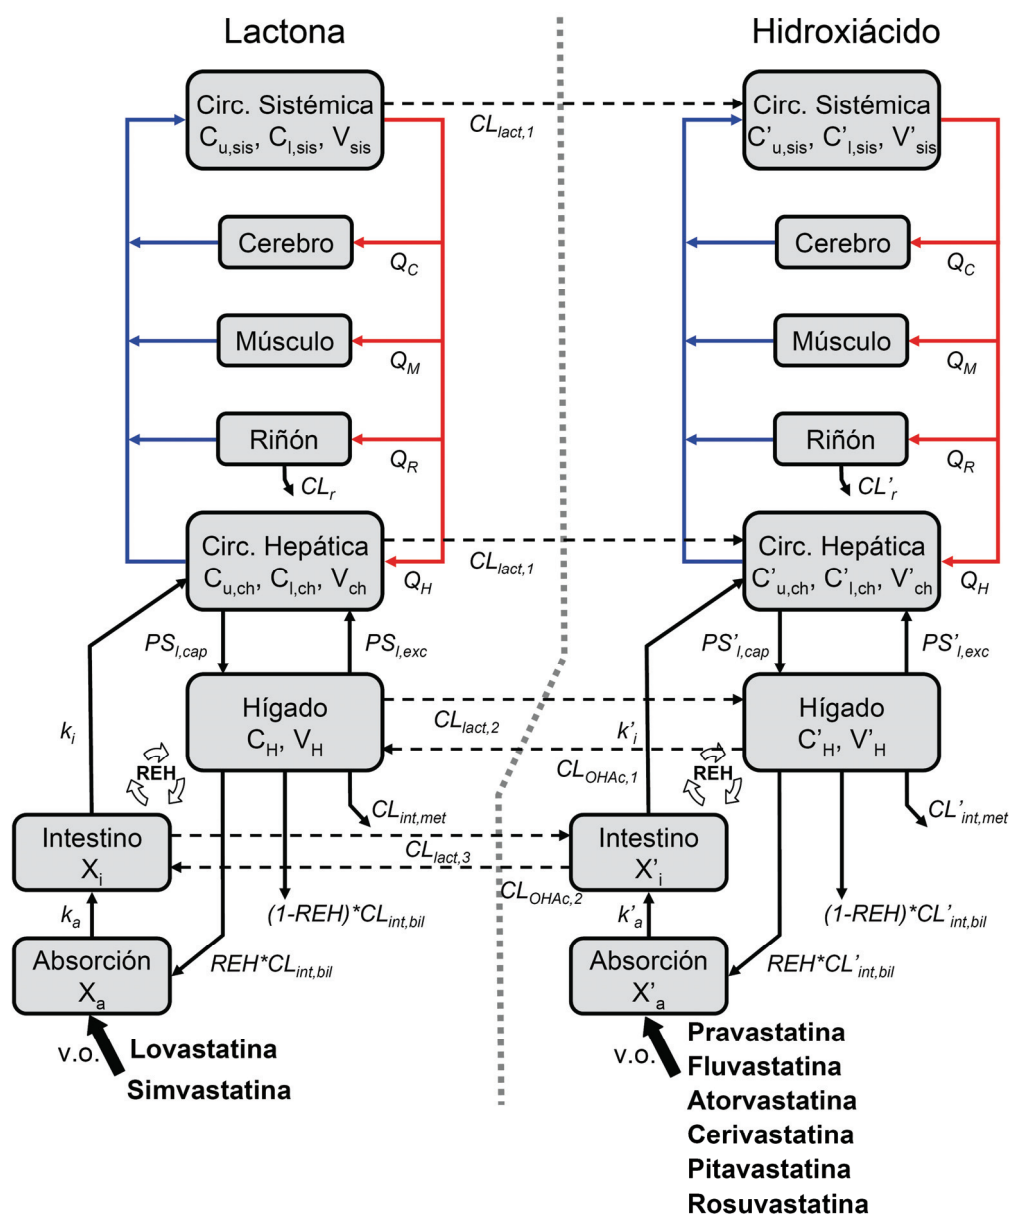 Lactona
Hidroxiácido
Circ. Sistémica
C_u,sis, C_l,sis, V_sis
CL_lact,1
Circ. Sistémica
C’_u,sis, C’_l,sis, V’_sis
Cerebro
Q_C
Cerebro
Q_C
Músculo
Q_M
Músculo
Q_M
Riñón
Q_R
Riñón
Q_R
CL_r
CL’_r
Circ. Hepática
C_u,ch, C_l,ch, V_ch
Q_H
CL_lact,1
Circ. Hepática
C’_u,ch, C’_l,ch, V’_ch
Q_H
PS_l,cap
PS_l,exc
PS’_l,cap
PS’_l,exc
Hígado
C_H, V_H
CL_lact,2
Hígado
C’_H, V’_H
k_i
k’_i
REH
CL_OHAc,1
REH
CL_int,met
CL’_int,met
Intestino
X_i
CL_lact,3
Intestino
X’_i
CL_OHAc,2
k_a
(1-REH)*CL_int,bil
k’_a
(1-REH)*CL’_int,bil
Absorción
X_a
REH*CL_int,bil
Absorción
X’_a
REH*CL’_int,bil
v.o.
Lovastatina
Simvastatina
v.o.
Pravastatina
Fluvastatina
Atorvastatina
Cerivastatina
Pitavastatina
Rosuvastatina